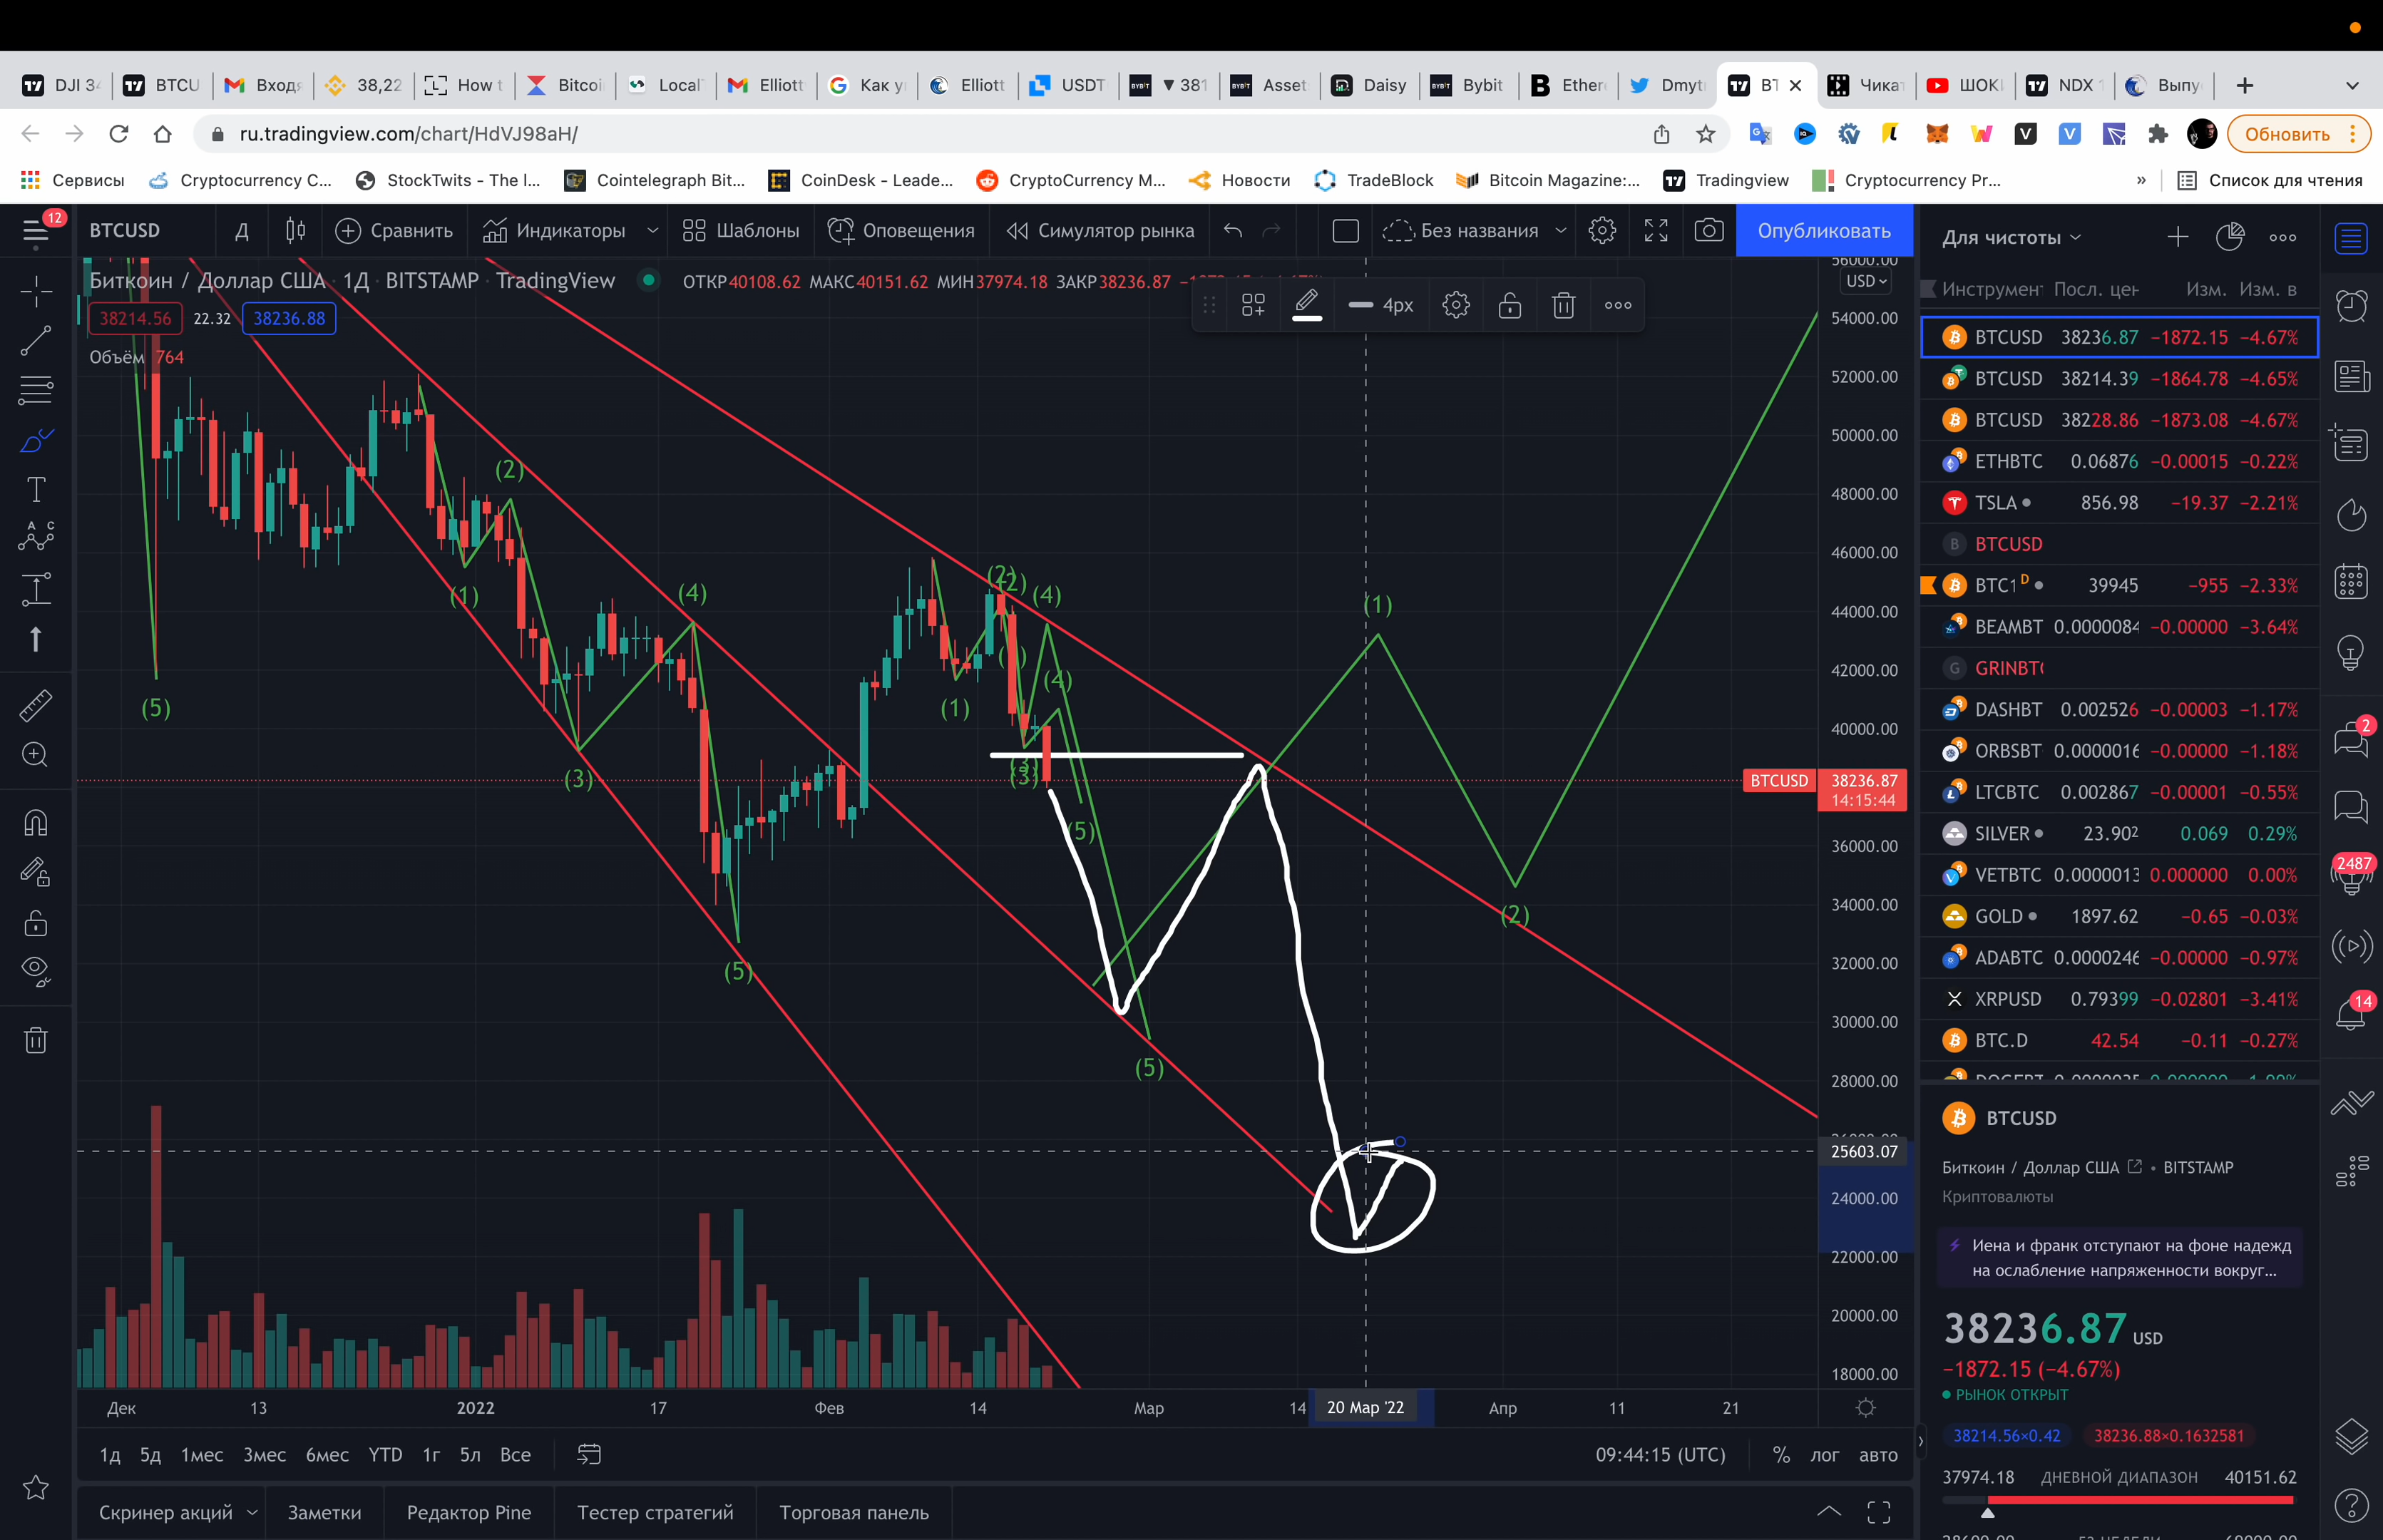 DJI 34
BTCU
Входя
38,22
How t
Bitcoi
Local
Elliott
Как у
Elliott
USDT
▼ 381
Asset
Daisy
Bybit
Ether
Dmyt
BT
Чика
ШОК
NDX 1
Выпу
ru.tradingview.com/chart/HdVJ98aH/
Обновить
Сервисы
Cryptocurrency C...
StockTwits - The l...
Cointelegraph Bit...
CoinDesk - Leade...
CryptoCurrency M...
Новости
TradeBlock
Bitcoin Magazine:...
Tradingview
Cryptocurrency Pr...
»
Список для чтения
12
BTCUSD
Д
Сравнить
Индикаторы
Шаблоны
Оповещения
Симулятор рынка
Без названия
Опубликовать
Биткоин / Доллар США · 1Д · BITSTAMP · TradingView
ОТКР40108.62 МАКС40151.62 МИН37974.18 ЗАКР38236.87
38214.56 22.32 38236.88
Объём 764
4px
USD
56000.00
54000.00
52000.00
50000.00
48000.00
46000.00
44000.00
42000.00
40000.00
BTCUSD 38236.87
14:15:44
36000.00
34000.00
32000.00
30000.00
28000.00
25603.07
24000.00
22000.00
20000.00
18000.00
(5)
(1)
(2)
(3)
(4)
(5)
(1)
(2)
(2)
(4)
(4)
(3)
(3)
(5)
(5)
(1)
(2)
Дек 13 2022 17 Фев 14 Мар 14 20 Мар '22 Апр 11 21
1д 5д 1мес 3мес 6мес YTD 1г 5л Все
09:44:15 (UTC) % лог авто
Скринер акций
Заметки
Редактор Pine
Тестер стратегий
Торговая панель
Для чистоты
Инструмент Посл. цен Изм. Изм. в
BTCUSD 38236.87 −1872.15 −4.67%
BTCUSD 38214.39 −1864.78 −4.65%
BTCUSD 38228.86 −1873.08 −4.67%
ETHBTC 0.06876 −0.00015 −0.22%
TSLA 856.98 −19.37 −2.21%
B BTCUSD
BTC1 D 39945 −955 −2.33%
BEAMBT 0.0000084 −0.00000 −3.64%
G GRINBT
DASHBT 0.002526 −0.00003 −1.17%
ORBSBT 0.0000016 −0.00000 −1.18%
LTCBTC 0.002867 −0.00001 −0.55%
SILVER 23.902 0.069 0.29%
VETBTC 0.0000013 0.000000 0.00%
GOLD 1897.62 −0.65 −0.03%
ADABTC 0.0000246 −0.00000 −0.97%
XRPUSD 0.79399 −0.02801 −3.41%
BTC.D 42.54 −0.11 −0.27%
BTCUSD
Биткоин / Доллар США • BITSTAMP
Криптовалюты
Иена и франк отступают на фоне надежд
на ослабление напряженности вокруг...
38236.87 USD
−1872.15 (−4.67%)
РЫНОК ОТКРЫТ
38214.56×0.42 38236.88×0.1632581
37974.18 ДНЕВНОЙ ДИАПАЗОН 40151.62
2
2487
14